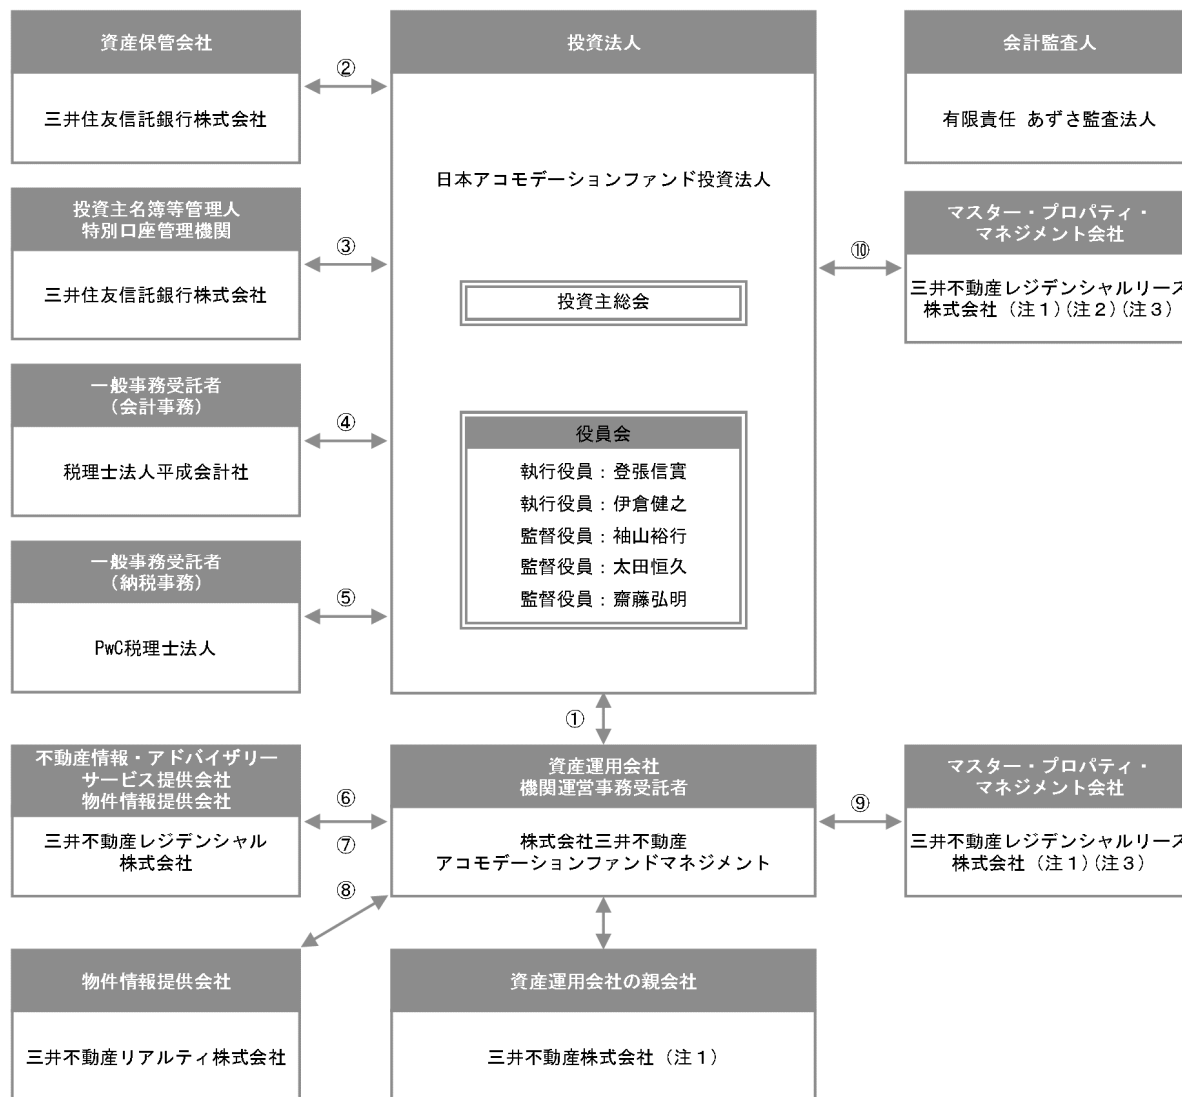 資産保管会社
三井住友信託銀行株式会社
②
投資主名簿等管理人
特別口座管理機関
三井住友信託銀行株式会社
③
一般事務受託者
（会計事務）
税理士法人平成会計社
④
一般事務受託者
（納税事務）
PwC税理士法人
⑤
投資法人
日本アコモデーションファンド投資法人
投資主総会
役員会
執行役員：登張信實
執行役員：伊倉健之
監督役員：袖山裕行
監督役員：太田恒久
監督役員：齋藤弘明
会計監査人
有限責任 あずさ監査法人
マスター・プロパティ・
マネジメント会社
三井不動産レジデンシャルリース
株式会社（注１)(注２)(注３）
⑩
①
不動産情報・アドバイザリー
サービス提供会社
物件情報提供会社
三井不動産レジデンシャル
株式会社
⑥
⑦
⑧
資産運用会社
機関運営事務受託者
株式会社三井不動産
アコモデーションファンドマネジメント
⑨
マスター・プロパティ・
マネジメント会社
三井不動産レジデンシャルリース
株式会社（注１)(注３）
物件情報提供会社
三井不動産リアルティ株式会社
資産運用会社の親会社
三井不動産株式会社（注１）